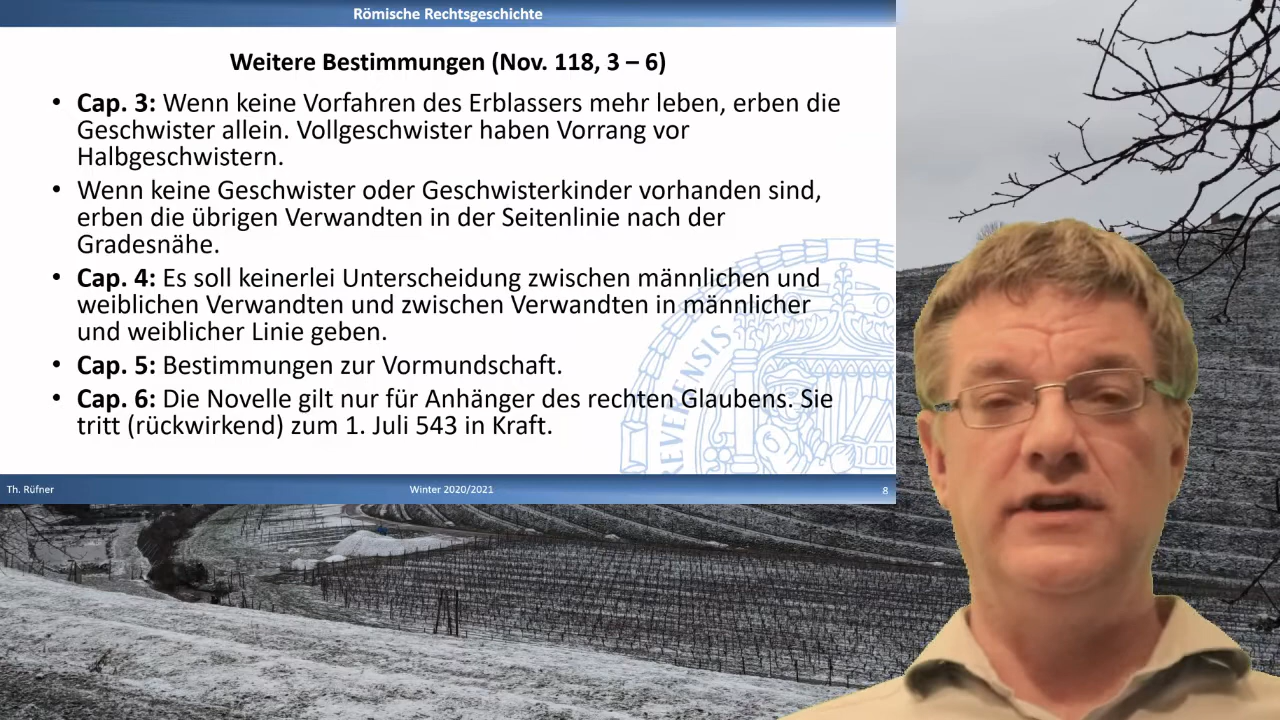 Römische Rechtsgeschichte
Weitere Bestimmungen (Nov. 118, 3 – 6)
• Cap. 3: Wenn keine Vorfahren des Erblassers mehr leben, erben die
Geschwister allein. Vollgeschwister haben Vorrang vor
Halbgeschwistern.
• Wenn keine Geschwister oder Geschwisterkinder vorhanden sind,
erben die übrigen Verwandten in der Seitenlinie nach der
Gradesnähe.
• Cap. 4: Es soll keinerlei Unterscheidung zwischen männlichen und
weiblichen Verwandten und zwischen Verwandten in männlicher
und weiblicher Linie geben.
• Cap. 5: Bestimmungen zur Vormundschaft.
• Cap. 6: Die Novelle gilt nur für Anhänger des rechten Glaubens. Sie
tritt (rückwirkend) zum 1. Juli 543 in Kraft.
REVERENSIS
Th. Rüfner
Winter 2020/2021
8